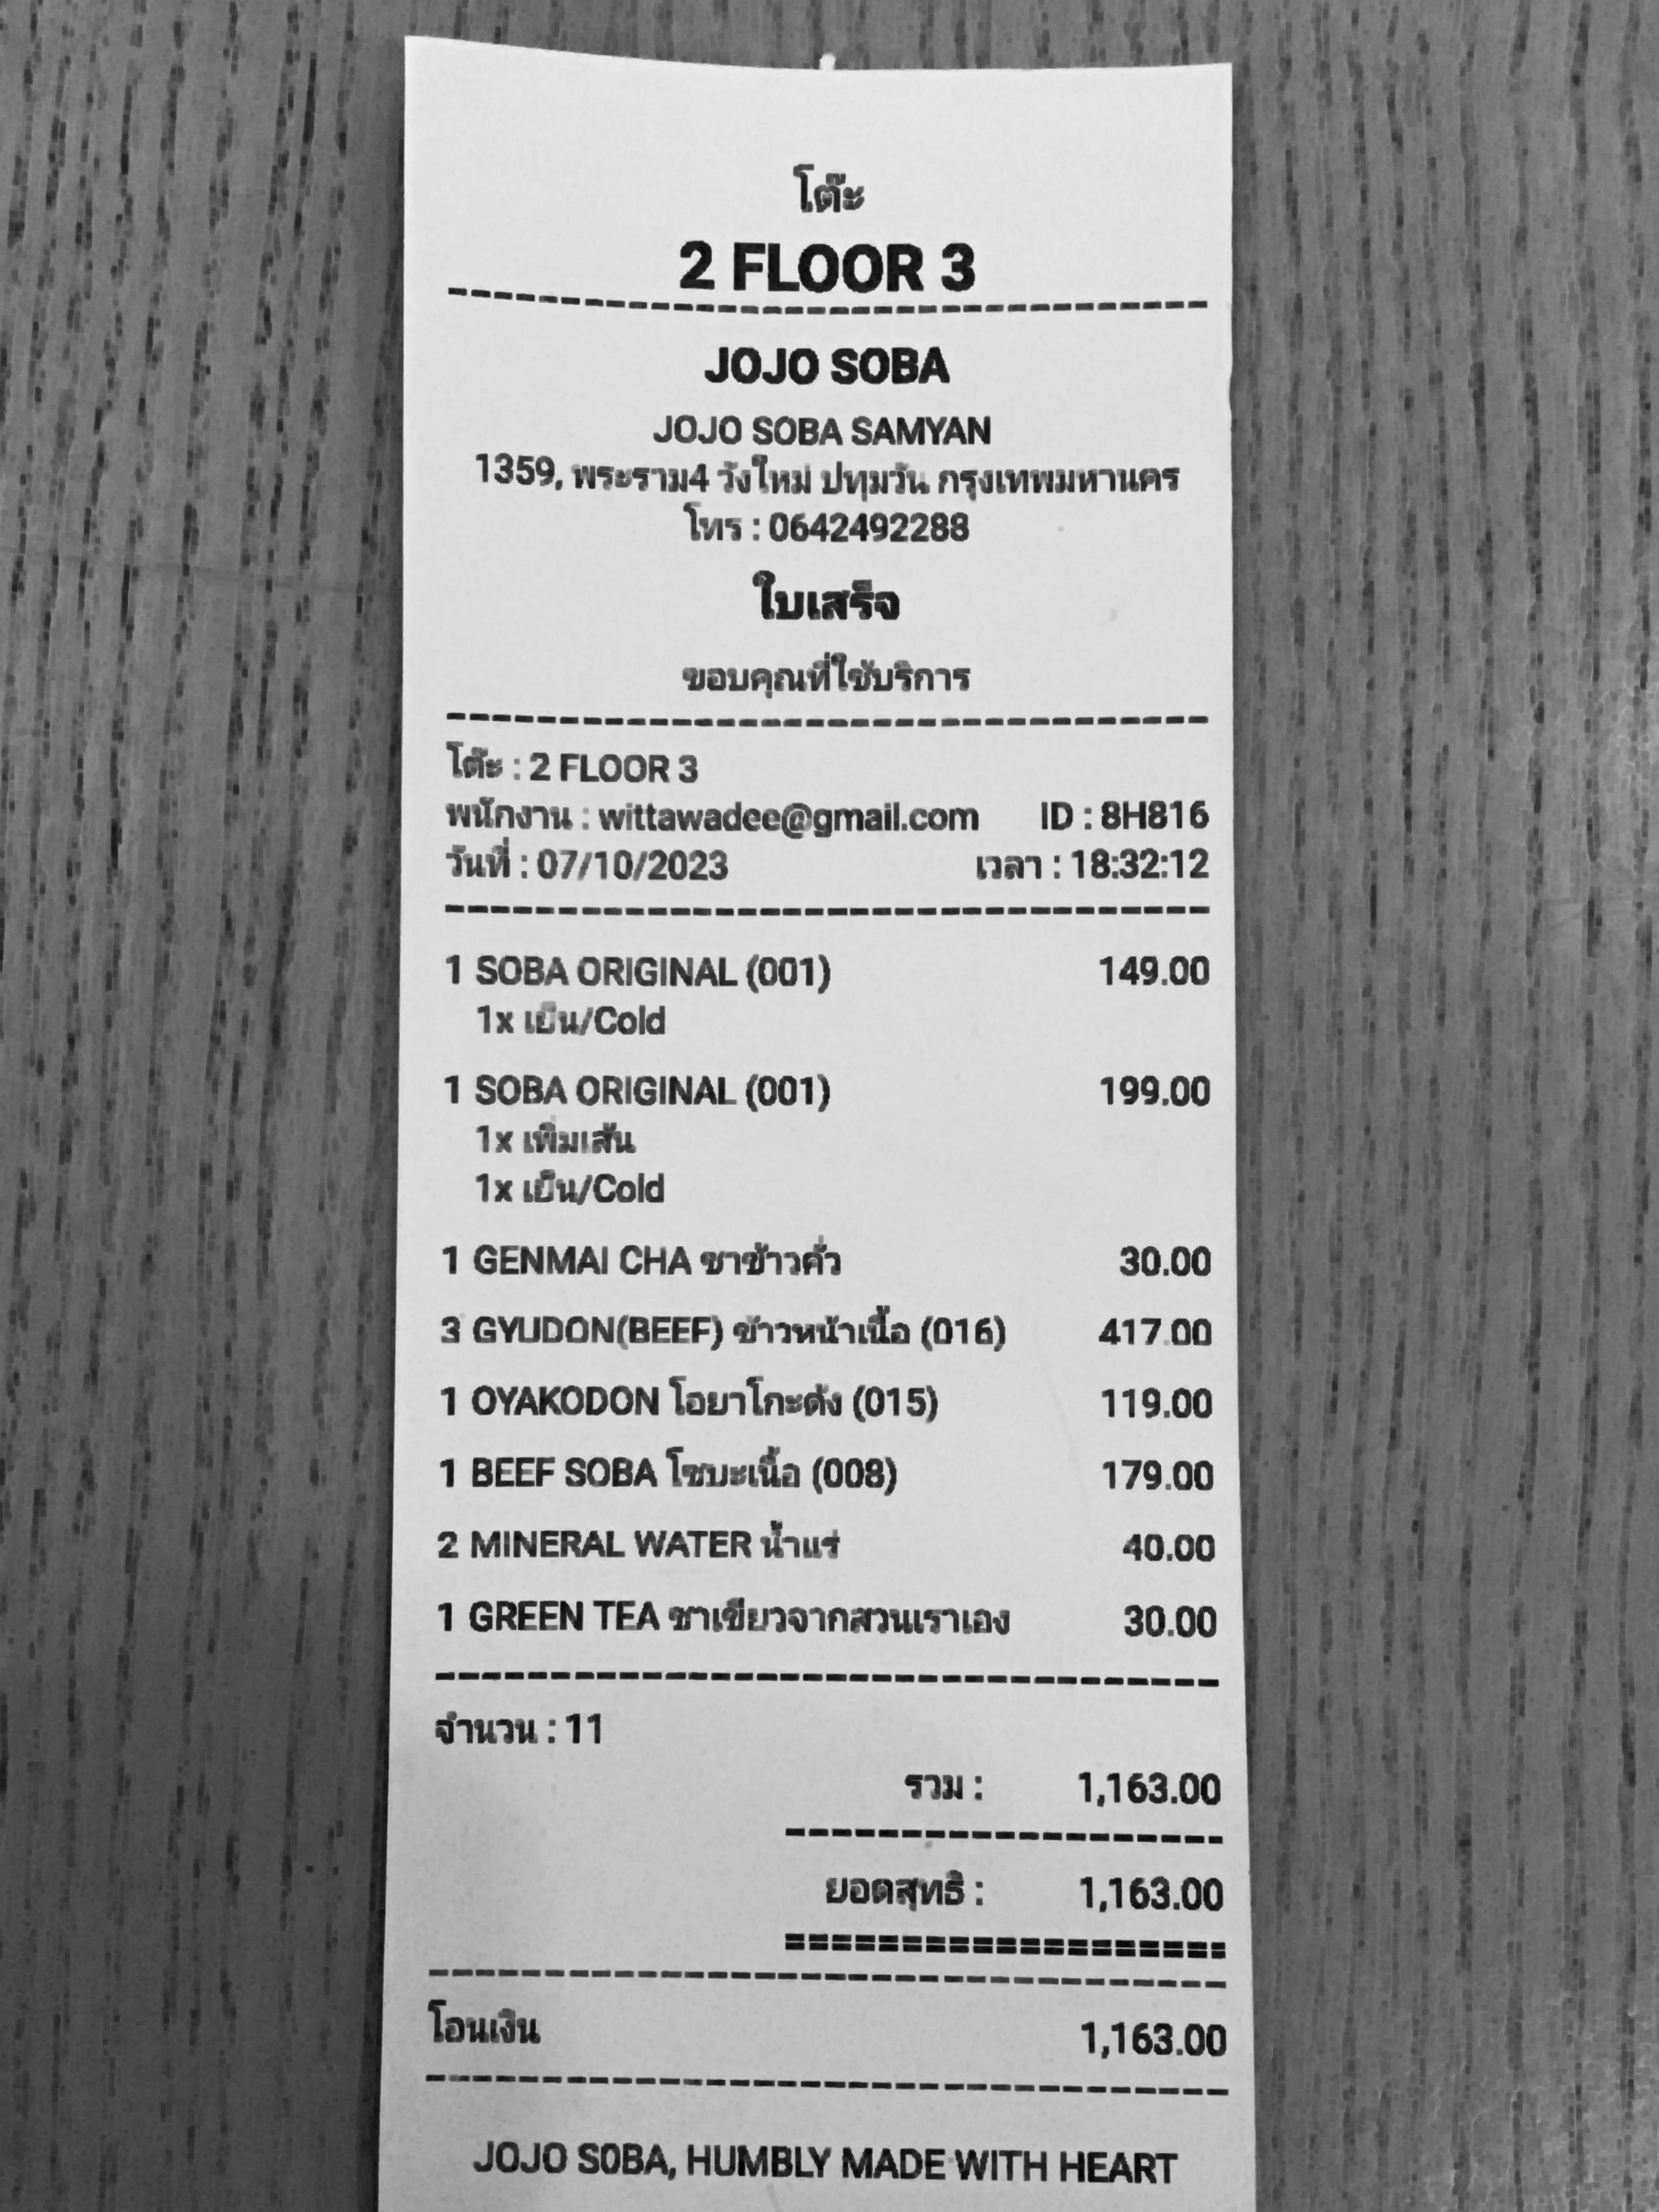 โต๊ะ
2 FLOOR 3
JOJO SOBA
JOJO SOBA SAMYAN
1359, พระราม4 วังใหม่ ปทุมวัน กรุงเทพมหานคร
โทร : 0642492288
ใบเสร็จ
ขอบคุณที่ใช้บริการ
โต๊ะ : 2 FLOOR 3
พนักงาน : wittawadee@gmail.com ID : 8H816
วันที่ : 07/10/2023 เวลา : 18:32:12
1 SOBA ORIGINAL (001) 149.00
1x เย็น/Cold
1 SOBA ORIGINAL (001) 199.00
1x เพิ่มเส้น
1x เย็น/Cold
1 GENMAI CHA ชาข้าวคั่ว 30.00
3 GYUDON(BEEF) ข้าวหน้าเนื้อ (016) 417.00
1 OYAKODON โอยาโกะด้ง (015) 119.00
1 BEEF SOBA โซบะเนื้อ (008) 179.00
2 MINERAL WATER น้ำแร่ 40.00
1 GREEN TEA ชาเขียวจากสวนเราเอง 30.00
จำนวน : 11
รวม : 1,163.00
ยอดสุทธิ : 1,163.00
โอนเงิน 1,163.00
JOJO SOBA, HUMBLY MADE WITH HEART